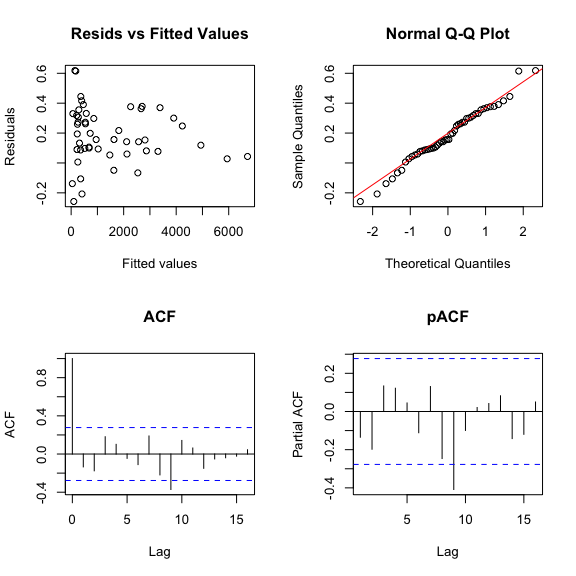 Resids vs Fitted Values
Residuals
-0.2 0.2 0.4 0.6
0 2000 4000 6000
Fitted values
Normal Q-Q Plot
Sample Quantiles
-0.2 0.2 0.4 0.6
-2 -1 0 1 2
Theoretical Quantiles
ACF
ACF
-0.4 0.0 0.4 0.8
0 5 10 15
Lag
pACF
Partial ACF
-0.4 -0.2 0.0 0.2
5 10 15
Lag